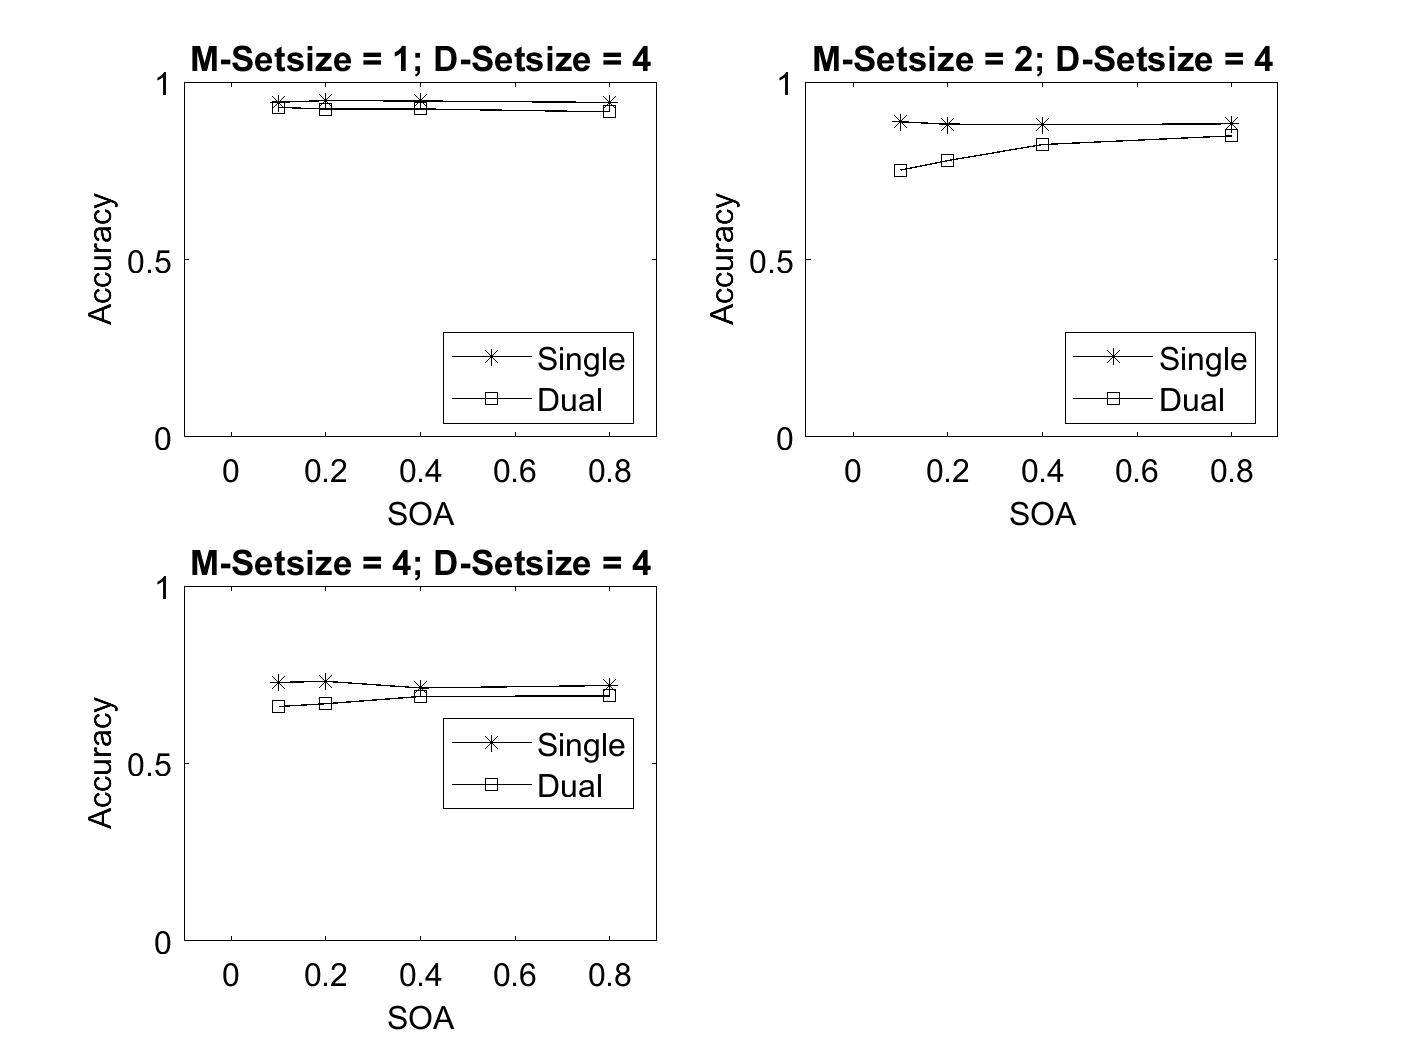 M-Setsize = 1; D-Setsize = 4
1
0.5
0
Accuracy
Single
Dual
0 0.2 0.4 0.6 0.8
SOA
M-Setsize = 2; D-Setsize = 4
1
0.5
0
Accuracy
Single
Dual
0 0.2 0.4 0.6 0.8
SOA
M-Setsize = 4; D-Setsize = 4
1
0.5
0
Accuracy
Single
Dual
0 0.2 0.4 0.6 0.8
SOA